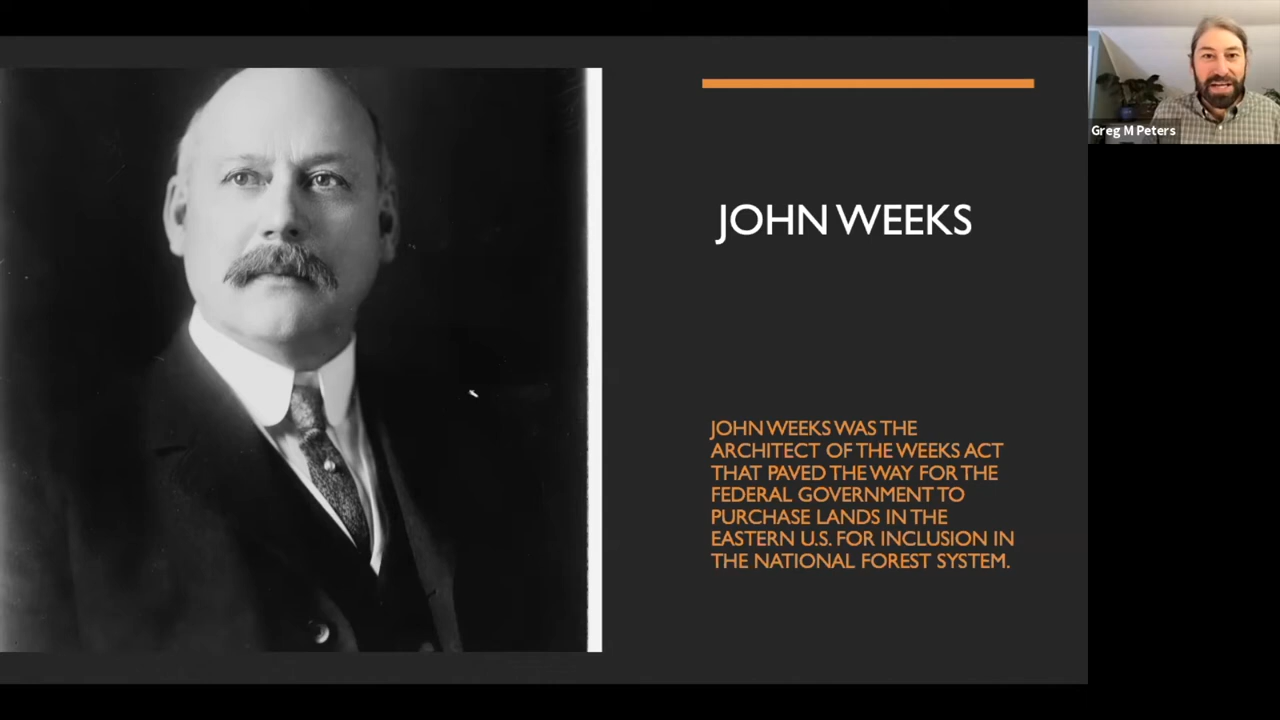 JOHN WEEKS
JOHN WEEKS WAS THE
ARCHITECT OF THE WEEKS ACT
THAT PAVED THE WAY FOR THE
FEDERAL GOVERNMENT TO
PURCHASE LANDS IN THE
EASTERN U.S. FOR INCLUSION IN
THE NATIONAL FOREST SYSTEM.
Greg M Peters